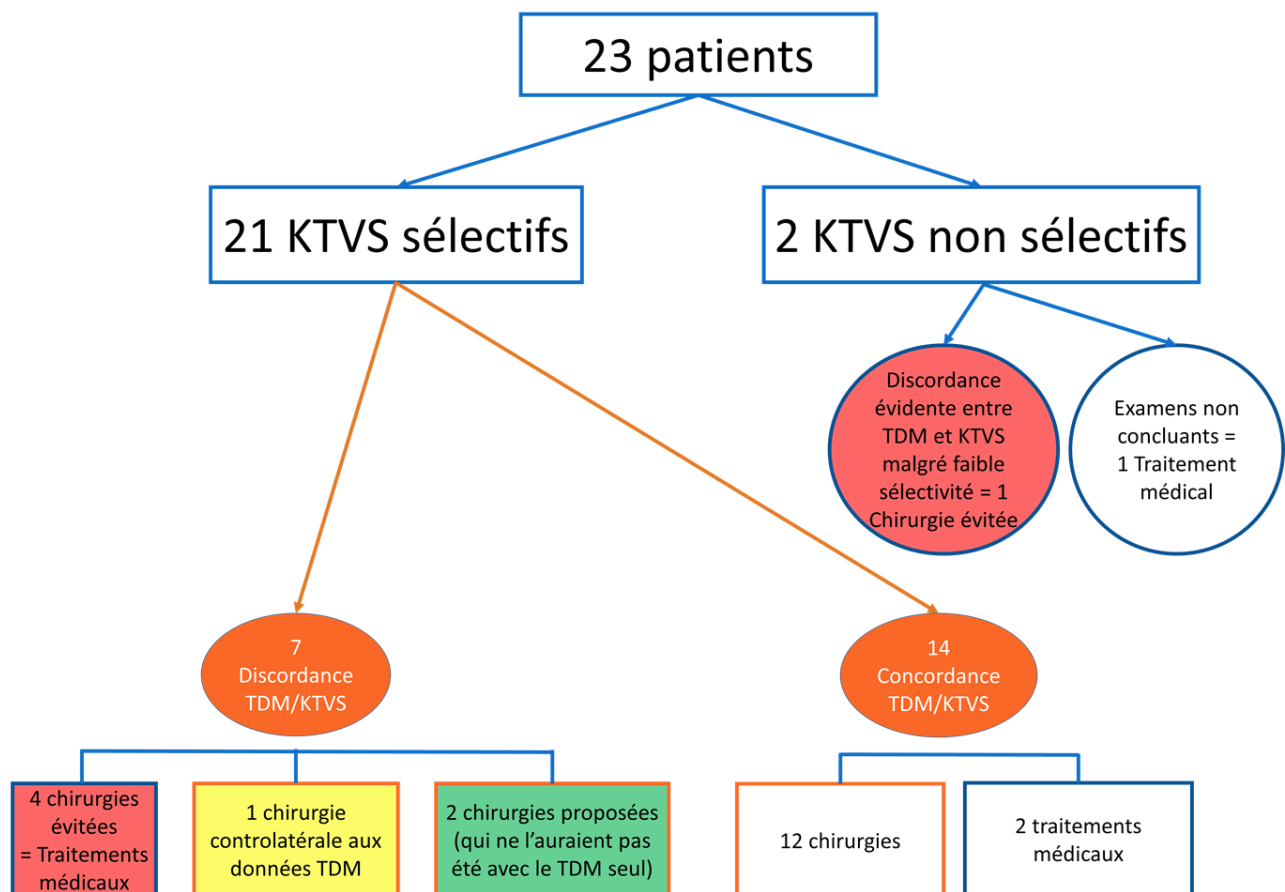 23 patients
21 KTVS sélectifs
2 KTVS non sélectifs
Discordance
évidente entre
TDM et KTVS
malgré faible
sélectivité = 1
Chirurgie évitée
Examens non
concluants =
1 Traitement
médical
7
Discordance
TDM/KTVS
14
Concordance
TDM/KTVS
4 chirurgies
évitées
= Traitements
médicaux
1 chirurgie
controlatérale aux
données TDM
2 chirurgies proposées
(qui ne l'auraient pas
été avec le TDM seul)
12 chirurgies
2 traitements
médicaux